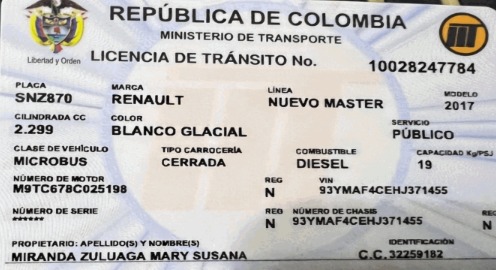 REPÚBLICA DE COLOMBIA
MINISTERIO DE TRANSPORTE
Libertad y Orden
LICENCIA DE TRÁNSITO No. 10028247784
PLACA MARCA LÍNEA MODELO
SNZ870 RENAULT NUEVO MASTER 2017
CILINDRADA CC COLOR SERVICIO
2.299 BLANCO GLACIAL PÚBLICO
CLASE DE VEHÍCULO TIPO CARROCERÍA COMBUSTIBLE CAPACIDAD Kg/PSJ
MICROBUS CERRADA DIESEL 19
NÚMERO DE MOTOR REG VIN
M9TC678C025198 N 93YMAF4CEHJ371455
NÚMERO DE SERIE REG NÚMERO DE CHASIS REG
****** N 93YMAF4CEHJ371455 N
PROPIETARIO: APELLIDO(S) Y NOMBRE(S) IDENTIFICACIÓN
MIRANDA ZULUAGA MARY SUSANA C.C. 32259182